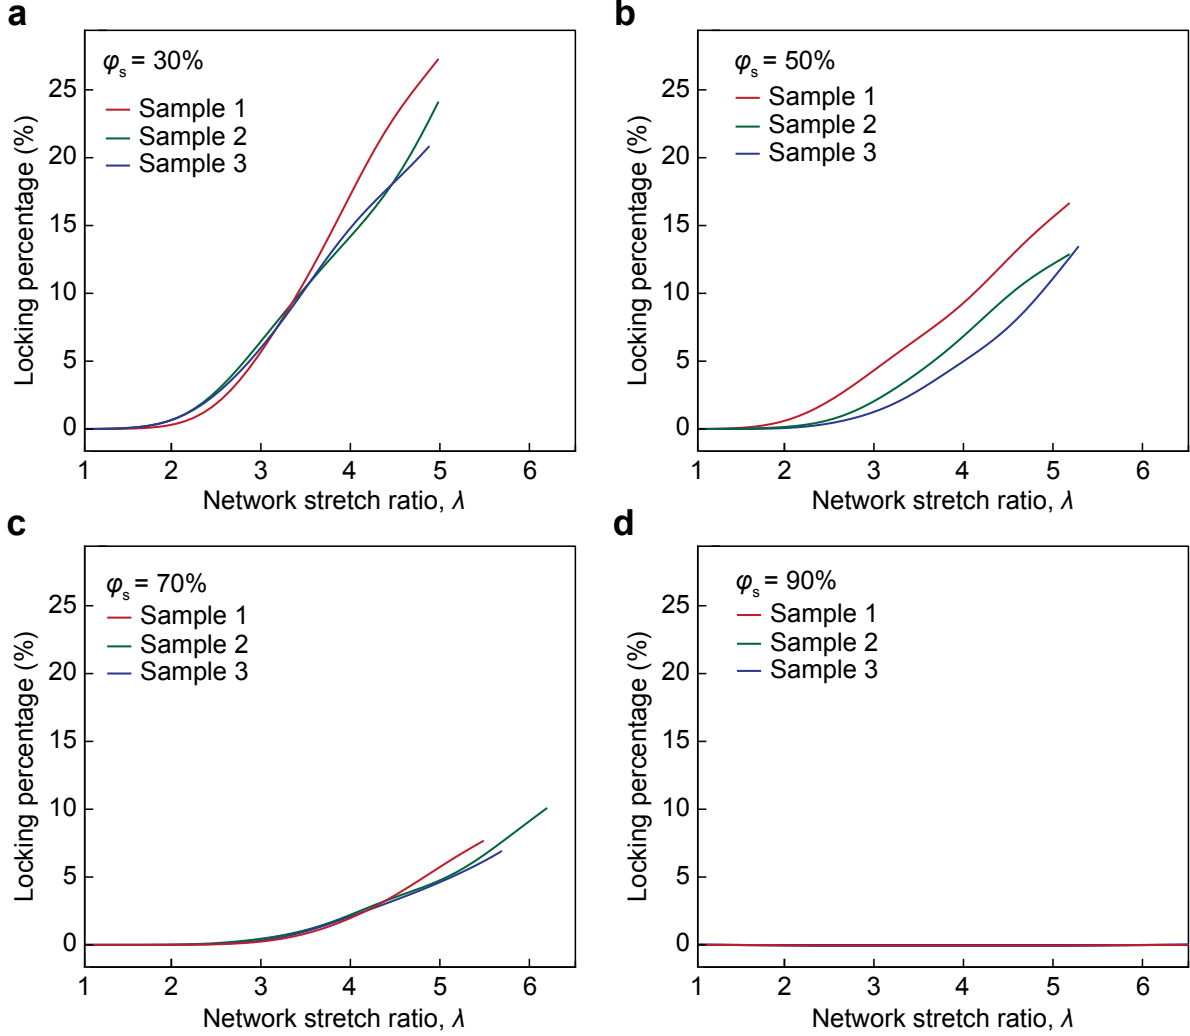 a
φs = 30%
Sample 1
Sample 2
Sample 3
Locking percentage (%)
25
20
15
10
5
0
1 2 3 4 5 6
Network stretch ratio, λ
b
φs = 50%
Sample 1
Sample 2
Sample 3
Locking percentage (%)
25
20
15
10
5
0
1 2 3 4 5 6
Network stretch ratio, λ
c
φs = 70%
Sample 1
Sample 2
Sample 3
Locking percentage (%)
25
20
15
10
5
0
1 2 3 4 5 6
Network stretch ratio, λ
d
φs = 90%
Sample 1
Sample 2
Sample 3
Locking percentage (%)
25
20
15
10
5
0
1 2 3 4 5 6
Network stretch ratio, λ